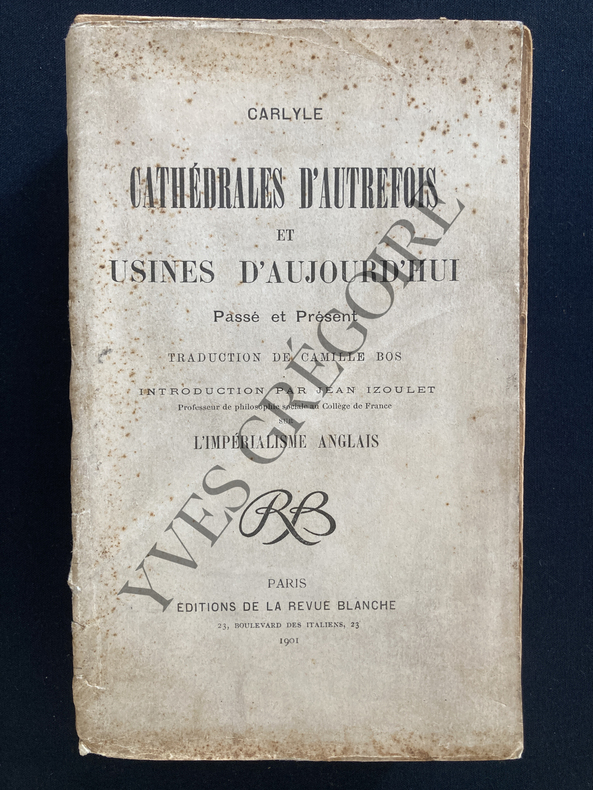 CARLYLE
CATHÉDRALES D'AUTREFOIS
ET
USINES D'AUJOURD'HUI
Passé et Présent
TRADUCTION DE CAMILLE BOS
INTRODUCTION PAR JEAN IZOULET
Professeur de philosophie sociale au Collège de France
SUR
L'IMPÉRIALISME ANGLAIS
RB
PARIS
ÉDITIONS DE LA REVUE BLANCHE
23, BOULEVARD DES ITALIENS, 23
1901
YVES GRÉGOIRE